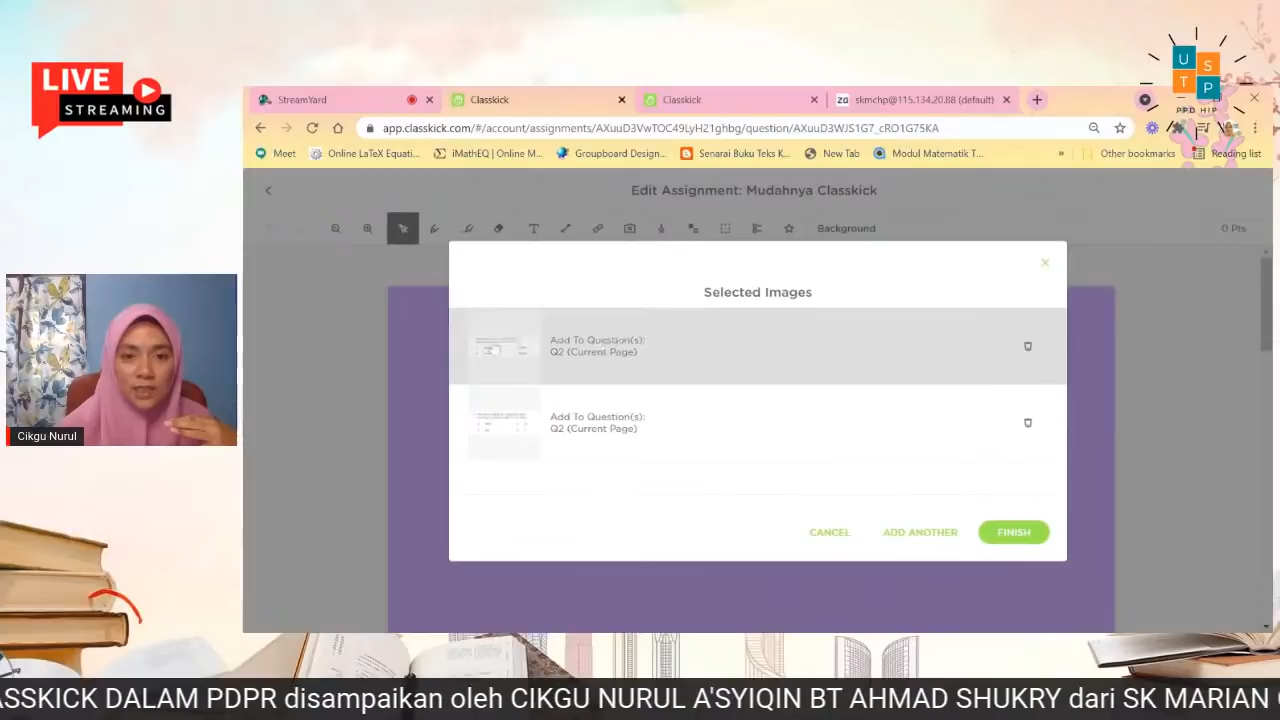 LIVE
STREAMING
U S
T P
PPD HIP
StreamYard
Classkick
Classkick
skmchp@115.134.20.88 (default)
app.classkick.com/#/account/assignments/AXuuD3VwTOC49LyH21ghbg/question/AXuuD3WJS1G7_cRO1G75KA
Meet
Online LaTeX Equati...
iMathEQ | Online M...
Groupboard Design...
Senarai Buku Teks K...
New Tab
Modul Matematik T...
»
Other bookmarks
Reading list
Edit Assignment: Mudahnya Classkick
Background
0 Pts
Selected Images
Add To Question(s):
Q2 (Current Page)
Add To Question(s):
Q2 (Current Page)
CANCEL
ADD ANOTHER
FINISH
Cikgu Nurul
ASSKICK DALAM PDPR disampaikan oleh CIKGU NURUL A'SYIQIN BT AHMAD SHUKRY dari SK MARIAN